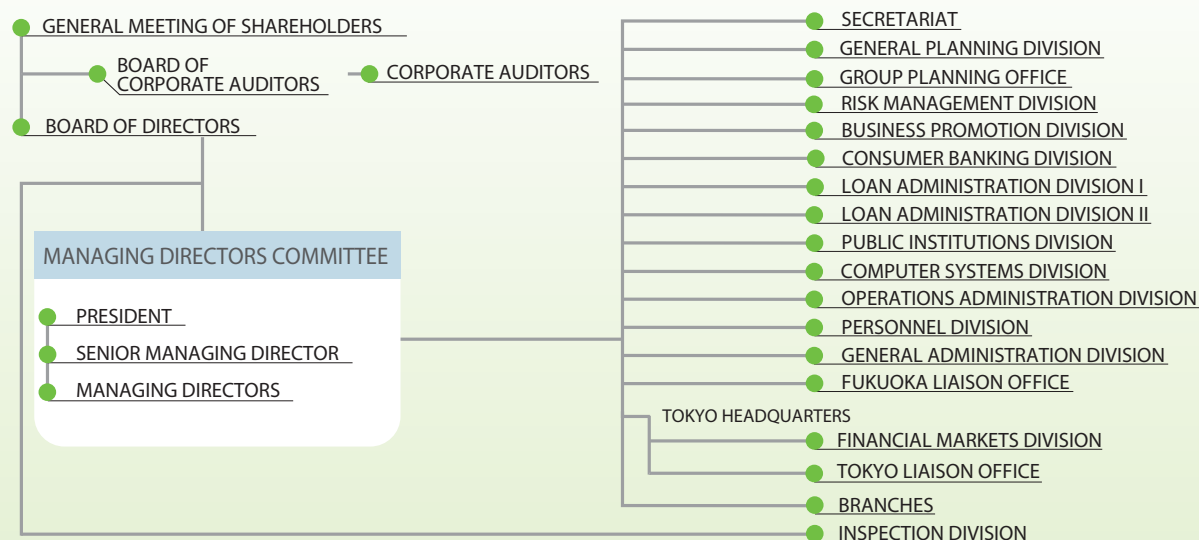 GENERAL MEETING OF SHAREHOLDERS
BOARD OF
CORPORATE AUDITORS
CORPORATE AUDITORS
BOARD OF DIRECTORS
MANAGING DIRECTORS COMMITTEE
PRESIDENT
SENIOR MANAGING DIRECTOR
MANAGING DIRECTORS
SECRETARIAT
GENERAL PLANNING DIVISION
GROUP PLANNING OFFICE
RISK MANAGEMENT DIVISION
BUSINESS PROMOTION DIVISION
CONSUMER BANKING DIVISION
LOAN ADMINISTRATION DIVISION I
LOAN ADMINISTRATION DIVISION II
PUBLIC INSTITUTIONS DIVISION
COMPUTER SYSTEMS DIVISION
OPERATIONS ADMINISTRATION DIVISION
PERSONNEL DIVISION
GENERAL ADMINISTRATION DIVISION
FUKUOKA LIAISON OFFICE
TOKYO HEADQUARTERS
FINANCIAL MARKETS DIVISION
TOKYO LIAISON OFFICE
BRANCHES
INSPECTION DIVISION